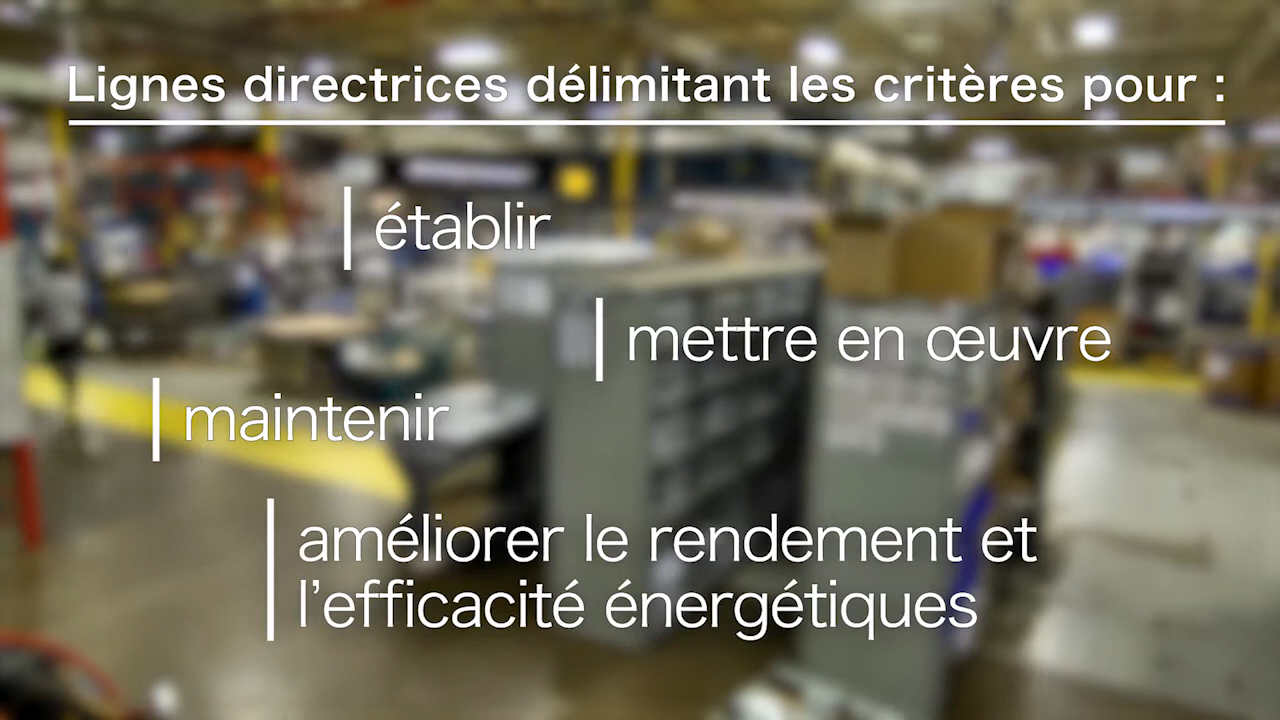 Lignes directrices délimitant les critères pour :
établir
mettre en œuvre
maintenir
améliorer le rendement et
l’efficacité énergétiques